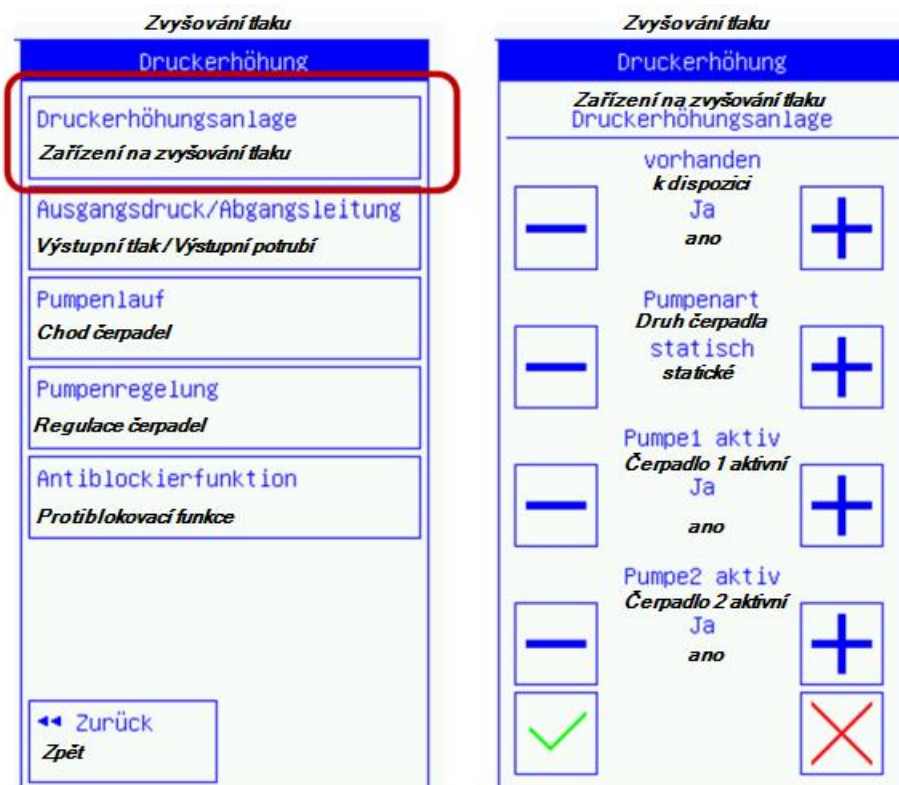 Zvyšování tlaku
Druckerhöhung
Druckerhöhungsanlage
Zařízení na zvyšování tlaku
Ausgangsdruck/Abgangsleitung
Výstupní tlak / Výstupní potrubí
Pumpenlauf
Chod čerpadel
Pumpenregelung
Regulace čerpadel
Antiblockierfunktion
Protiblokovací funkce
Zurück
Zpět
Zvyšování tlaku
Druckerhöhung
Zařízení na zvyšování tlaku
Druckerhöhungsanlage
vorhanden
k dispozici
Ja
ano
Pumpenart
Druh čerpadla
statisch
statické
Pumpe1 aktiv
Čerpadlo 1 aktivní
Ja
ano
Pumpe2 aktiv
Čerpadlo 2 aktivní
Ja
ano